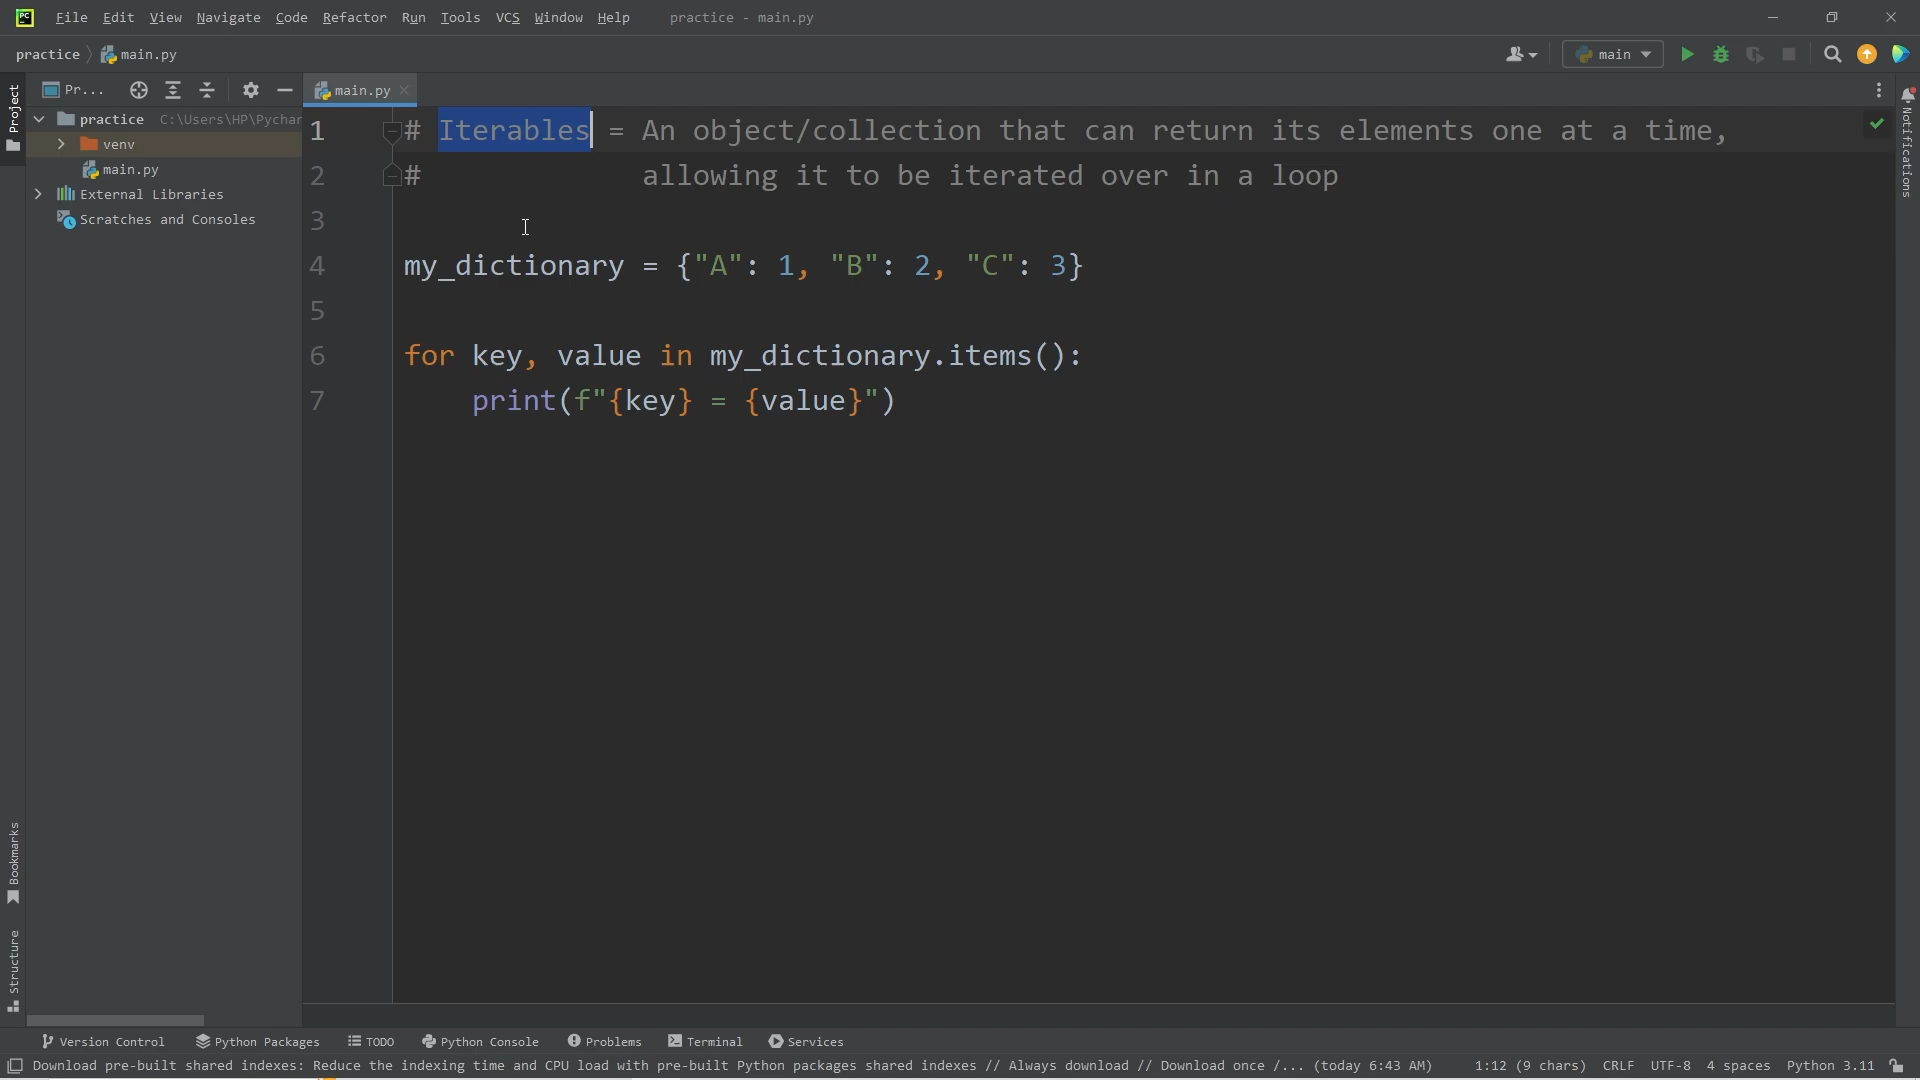 File Edit View Navigate Code Refactor Run Tools VCS Window Help practice - main.py
practice main.py main
Project Pr... main.py
practice C:\Users\HP\Pychar
venv
main.py
External Libraries
Scratches and Consoles
1 # Iterables = An object/collection that can return its elements one at a time,
2 # allowing it to be iterated over in a loop
3
4 my_dictionary = {"A": 1, "B": 2, "C": 3}
5
6 for key, value in my_dictionary.items():
7 print(f"{key} = {value}")
Notifications
Bookmarks
Structure
Version Control Python Packages TODO Python Console Problems Terminal Services
Download pre-built shared indexes: Reduce the indexing time and CPU load with pre-built Python packages shared indexes // Always download // Download once /... (today 6:43 AM) 1:12 (9 chars) CRLF UTF-8 4 spaces Python 3.11